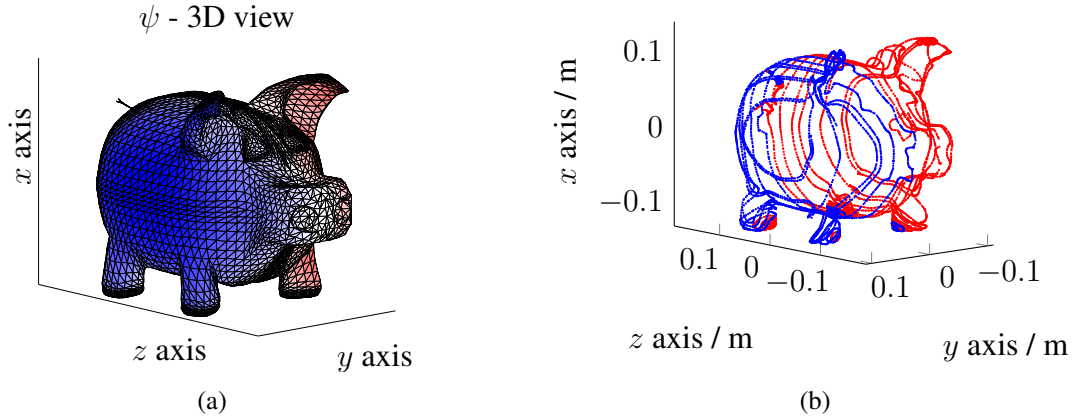 ψ - 3D view
x axis
z axis
y axis
(a)
0.1
0
−0.1
x axis / m
0.1
0
−0.1
z axis / m
0.1
0
−0.1
y axis / m
(b)